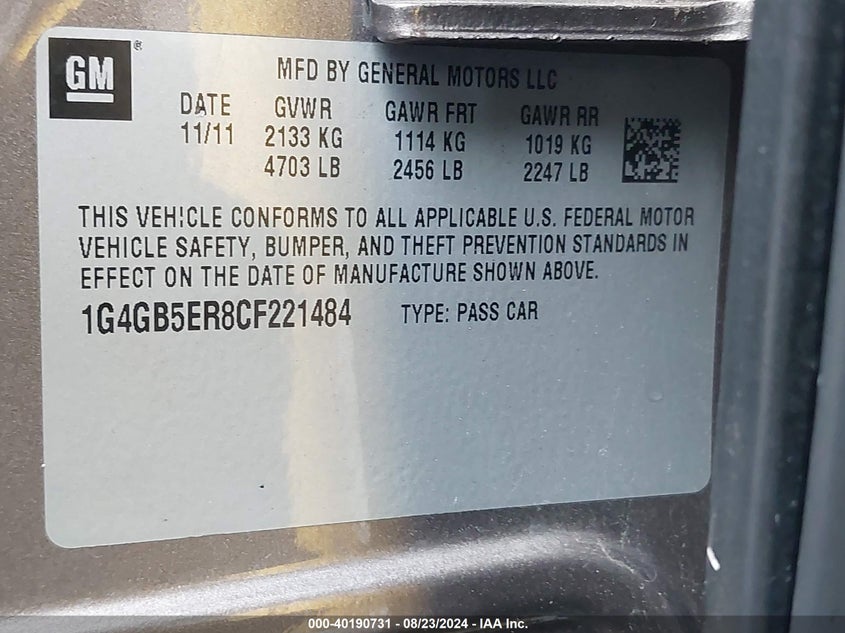 GM
MFD BY GENERAL MOTORS LLC
DATE GVWR GAWR FRT GAWR RR
11/11 2133 KG 1114 KG 1019 KG
4703 LB 2456 LB 2247 LB
THIS VEHICLE CONFORMS TO ALL APPLICABLE U.S. FEDERAL MOTOR
VEHICLE SAFETY, BUMPER, AND THEFT PREVENTION STANDARDS IN
EFFECT ON THE DATE OF MANUFACTURE SHOWN ABOVE.
1G4GB5ER8CF221484 TYPE: PASS CAR
000-40190731 - 08/23/2024 - IAA Inc.